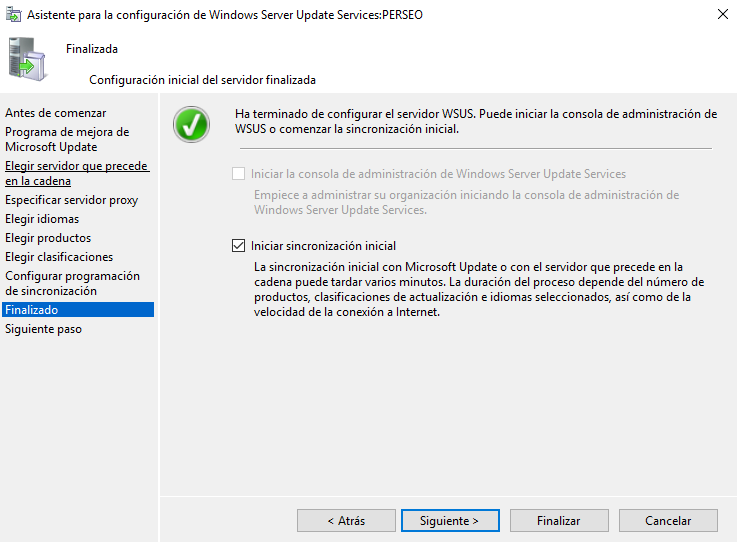 Asistente para la configuración de Windows Server Update Services:PERSEO
Finalizada
Configuración inicial del servidor finalizada
Antes de comenzar
Programa de mejora de
Microsoft Update
Elegir servidor que precede
en la cadena
Especificar servidor proxy
Elegir idiomas
Elegir productos
Elegir clasificaciones
Configurar programación
de sincronización
Finalizado
Siguiente paso
Ha terminado de configurar el servidor WSUS. Puede iniciar la consola de administración de
WSUS o comenzar la sincronización inicial.
Iniciar la consola de administración de Windows Server Update Services
Empiece a administrar su organización iniciando la consola de administración de
Windows Server Update Services.
Iniciar sincronización inicial
La sincronización inicial con Microsoft Update o con el servidor que precede en la
cadena puede tardar varios minutos. La duración del proceso depende del número de
productos, clasificaciones de actualización e idiomas seleccionados, así como de la
velocidad de la conexión a Internet.
< Atrás
Siguiente >
Finalizar
Cancelar